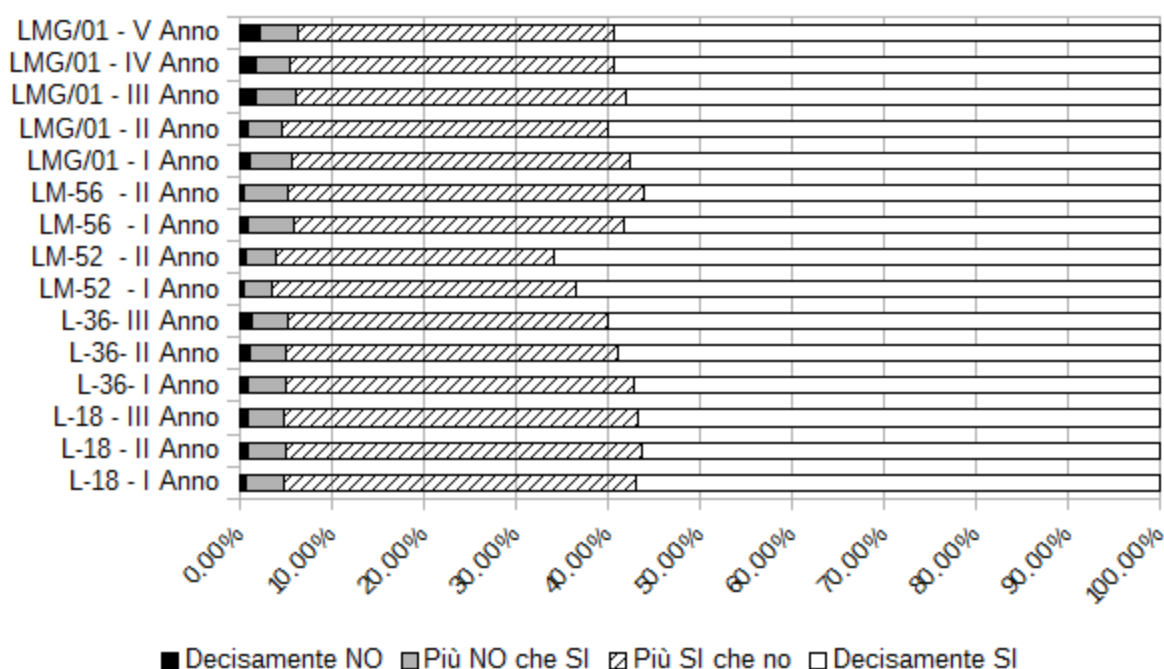 LMG/01 - V Anno
LMG/01 - IV Anno
LMG/01 - III Anno
LMG/01 - II Anno
LMG/01 - I Anno
LM-56 - II Anno
LM-56 - I Anno
LM-52 - II Anno
LM-52 - I Anno
L-36- III Anno
L-36- II Anno
L-36- I Anno
L-18 - III Anno
L-18 - II Anno
L-18 - I Anno
0.00% 10.00% 20.00% 30.00% 40.00% 50.00% 60.00% 70.00% 80.00% 90.00% 100.00%
Decisamente NO Più NO che SI Più SI che no Decisamente SI